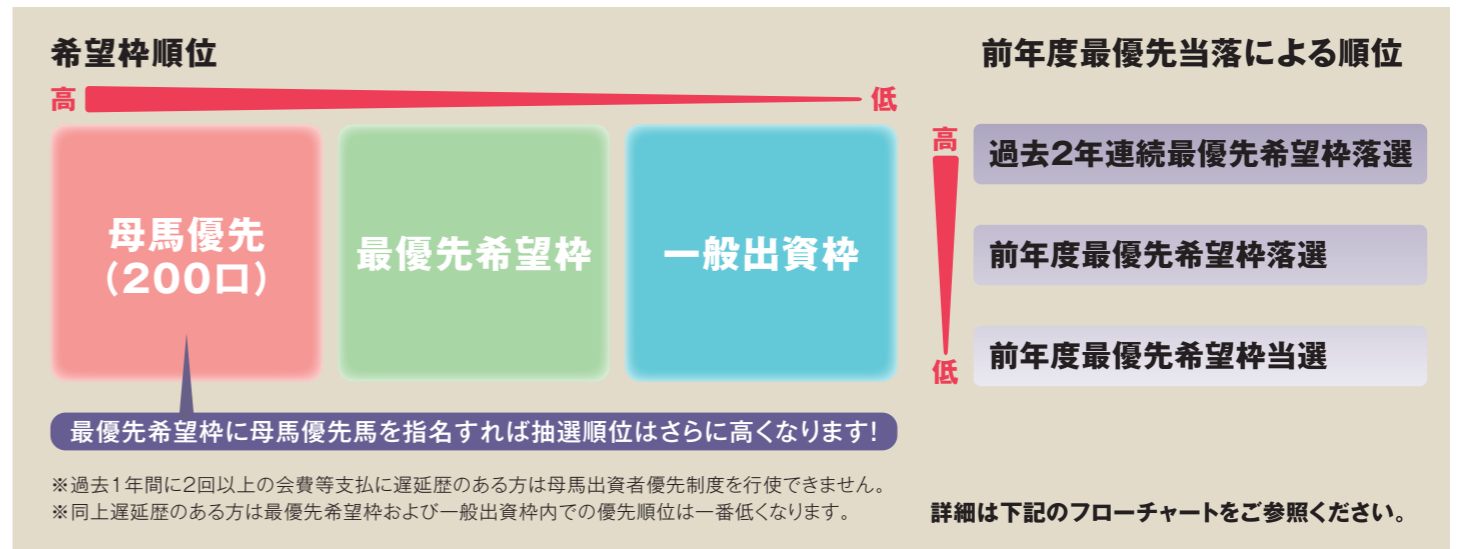 希望枠順位
高
低
母馬優先
(200口)
最優先希望枠
一般出資枠
最優先希望枠に母馬優先馬を指名すれば抽選順位はさらに高くなります!
※過去1年間に2回以上の会費等支払に遅延歴のある方は母馬出資者優先制度を行使できません。
※同上遅延歴のある方は最優先希望枠および一般出資枠内での優先順位は一番低くなります。
前年度最優先当落による順位
高
低
過去2年連続最優先希望枠落選
前年度最優先希望枠落選
前年度最優先希望枠当選
詳細は下記のフローチャートをご参照ください。